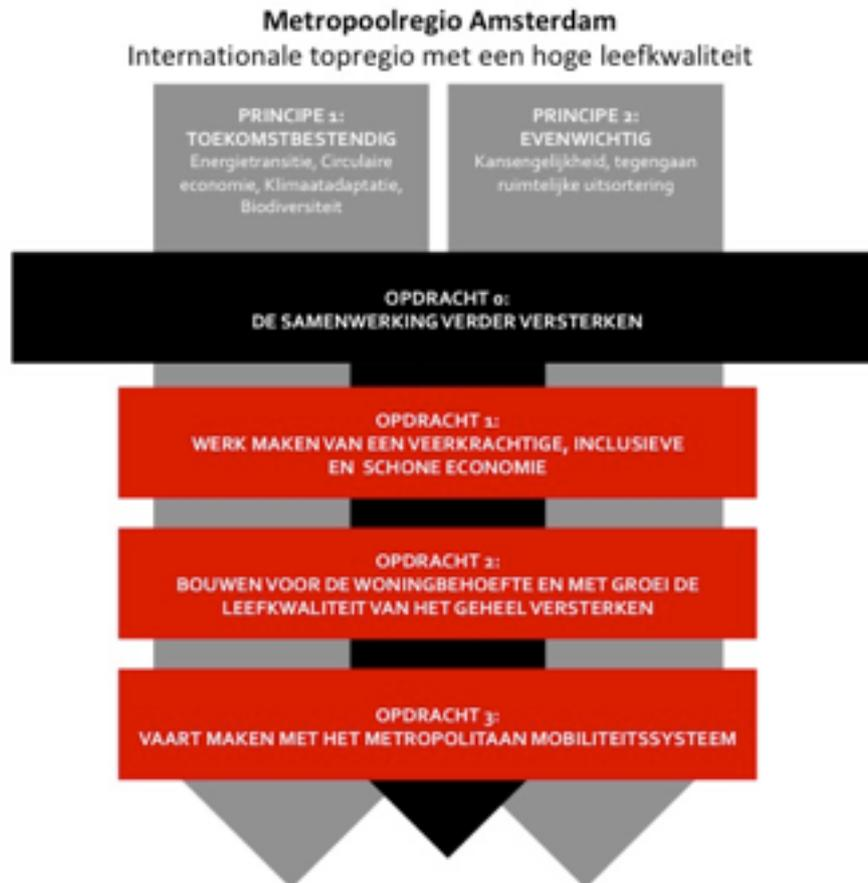 Metropoolregio Amsterdam
Internationale topregio met een hoge leefkwaliteit
PRINCIPE 1:
TOEKOMSTBESTENDIG
Energietransitie, Circulaire
economie, Klimaatadaptatie,
Biodiversiteit
PRINCIPE 2:
EVENWICHTIG
Kansengelijkheid, tegengaan
ruimtelijke uitsortering
OPDRACHT 0:
DE SAMENWERKING VERDER VERSTERKEN
OPDRACHT 1:
WERK MAKEN VAN EEN VEERKRACHTIGE, INCLUSIEVE
EN SCHONE ECONOMIE
OPDRACHT 2:
BOUWEN VOOR DE WONINGBEHOEFTE EN MET GROEI DE
LEEFKWALITEIT VAN HET GEHEEL VERSTERKEN
OPDRACHT 3:
VAART MAKEN MET HET METROPOLITAAN MOBILITEITSSYSTEEM